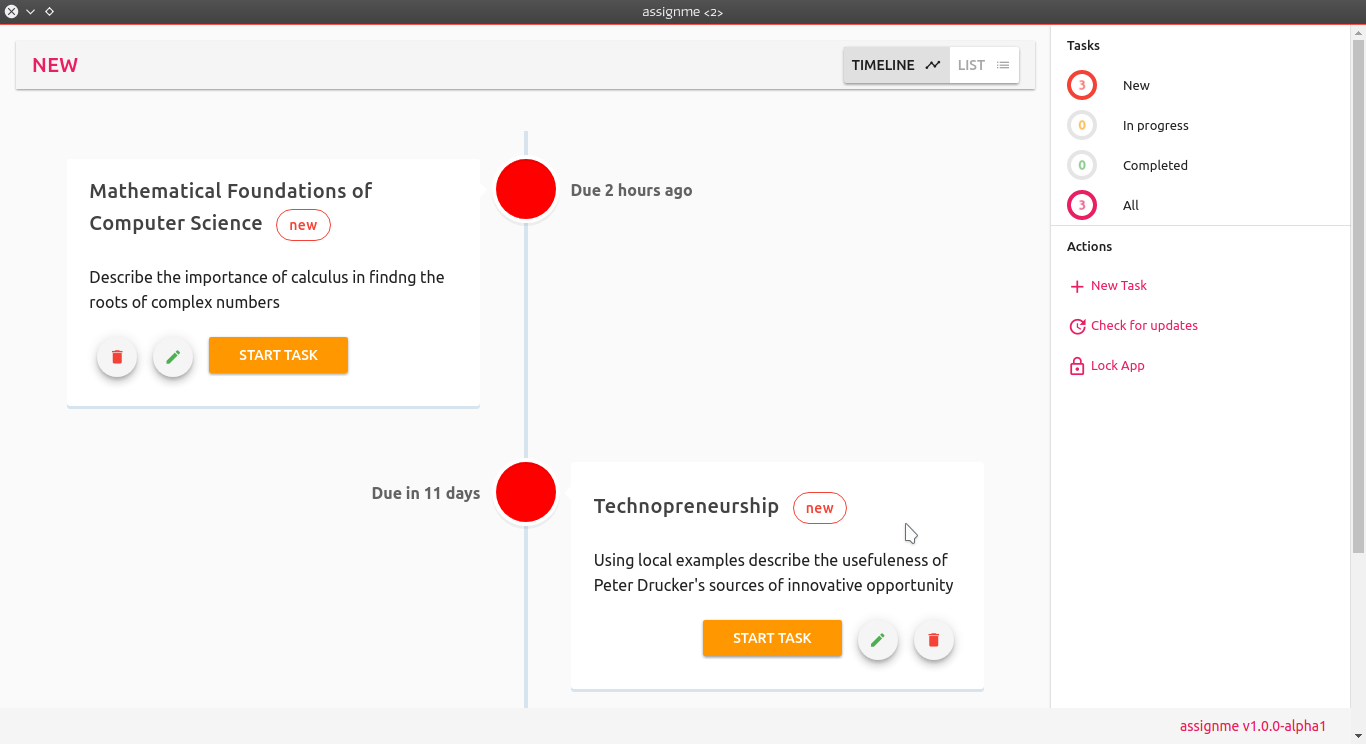 assignme <2>
NEW
TIMELINE
LIST
Mathematical Foundations of
Computer Science new
Due 2 hours ago
Describe the importance of calculus in findng the
roots of complex numbers
START TASK
Due in 11 days
Technopreneurship new
Using local examples describe the usefuleness of
Peter Drucker's sources of innovative opportunity
START TASK
Tasks
3 New
0 In progress
0 Completed
3 All
Actions
New Task
Check for updates
Lock App
assignme v1.0.0-alpha1